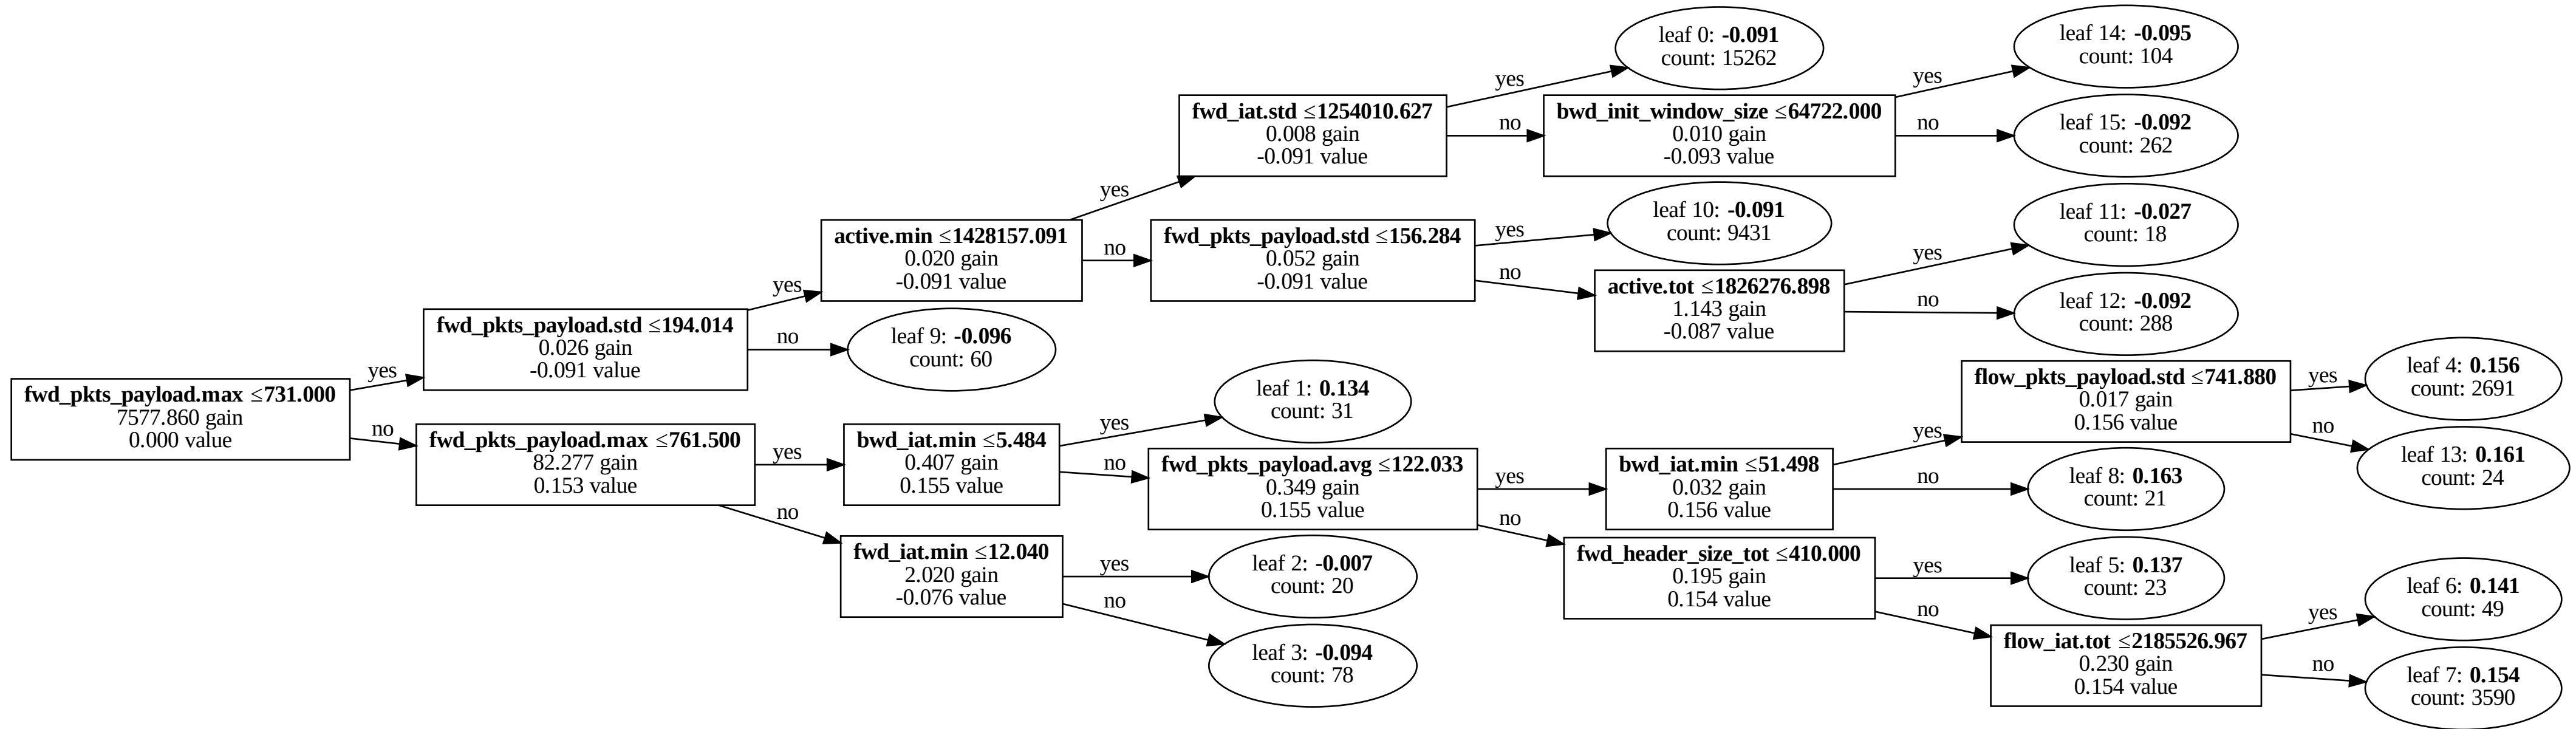 fwd_pkts_payload.max ≤731.000
7577.860 gain
0.000 value
yes
no
fwd_pkts_payload.std ≤194.014
0.026 gain
-0.091 value
yes
no
fwd_pkts_payload.max ≤761.500
82.277 gain
0.153 value
yes
no
active.min ≤1428157.091
0.020 gain
-0.091 value
yes
no
leaf 9: -0.096
count: 60
bwd_iat.min ≤5.484
0.407 gain
0.155 value
yes
no
fwd_iat.min ≤12.040
2.020 gain
-0.076 value
yes
no
fwd_iat.std ≤1254010.627
0.008 gain
-0.091 value
yes
no
fwd_pkts_payload.std ≤156.284
0.052 gain
-0.091 value
yes
no
leaf 1: 0.134
count: 31
fwd_pkts_payload.avg ≤122.033
0.349 gain
0.155 value
yes
no
leaf 2: -0.007
count: 20
leaf 3: -0.094
count: 78
leaf 0: -0.091
count: 15262
bwd_init_window_size ≤64722.000
0.010 gain
-0.093 value
yes
no
leaf 10: -0.091
count: 9431
active.tot ≤1826276.898
1.143 gain
-0.087 value
yes
no
bwd_iat.min ≤51.498
0.032 gain
0.156 value
yes
no
fwd_header_size_tot ≤410.000
0.195 gain
0.154 value
yes
no
leaf 14: -0.095
count: 104
leaf 15: -0.092
count: 262
leaf 11: -0.027
count: 18
leaf 12: -0.092
count: 288
flow_pkts_payload.std ≤741.880
0.017 gain
0.156 value
yes
no
leaf 8: 0.163
count: 21
leaf 5: 0.137
count: 23
flow_iat.tot ≤2185526.967
0.230 gain
0.154 value
yes
no
leaf 4: 0.156
count: 2691
leaf 13: 0.161
count: 24
leaf 6: 0.141
count: 49
leaf 7: 0.154
count: 3590